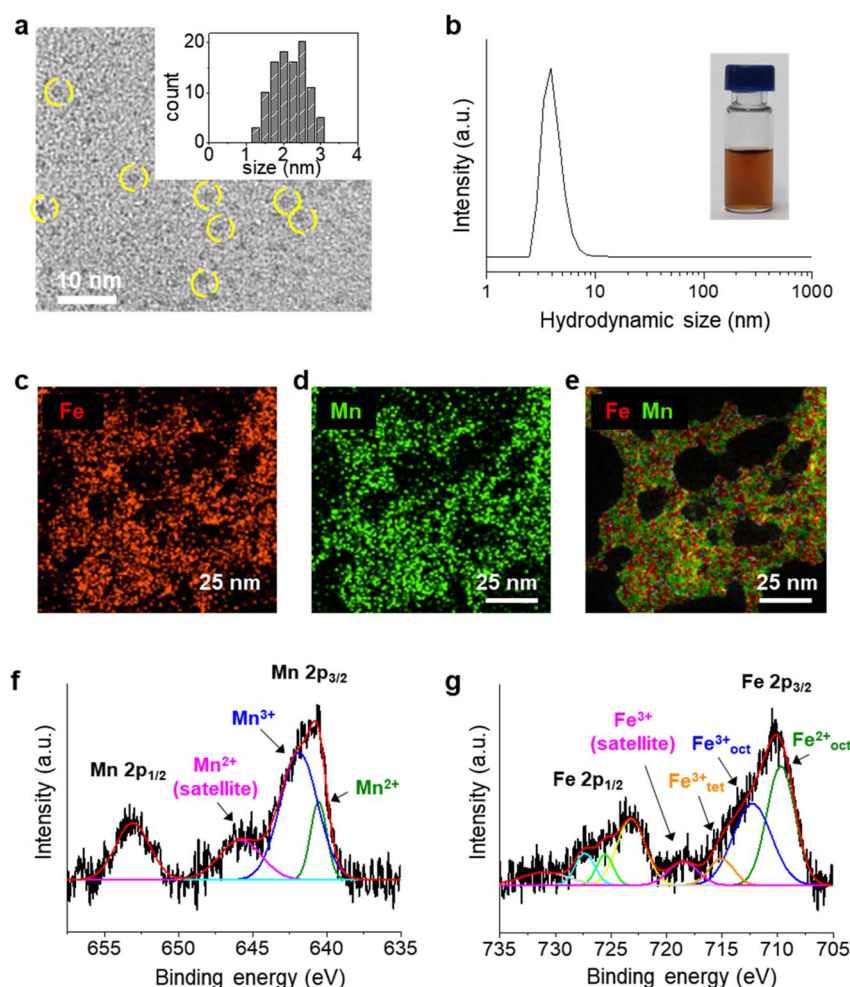 a
20
10
0
count
0 1 2 3 4
size (nm)
10 nm
b
Intensity (a.u.)
1 10 100 1000
Hydrodynamic size (nm)
c
Fe
25 nm
d
Mn
25 nm
e
Fe Mn
25 nm
f
Mn 2p3/2
Mn3+
Mn 2p1/2
Mn2+
(satellite)
Mn2+
Intensity (a.u.)
655 650 645 640 635
Binding energy (eV)
g
Fe 2p3/2
Fe3+
(satellite)
Fe3+oct
Fe2+oct
Fe3+tet
Fe 2p1/2
Intensity (a.u.)
735 730 725 720 715 710 705
Binding energy (eV)